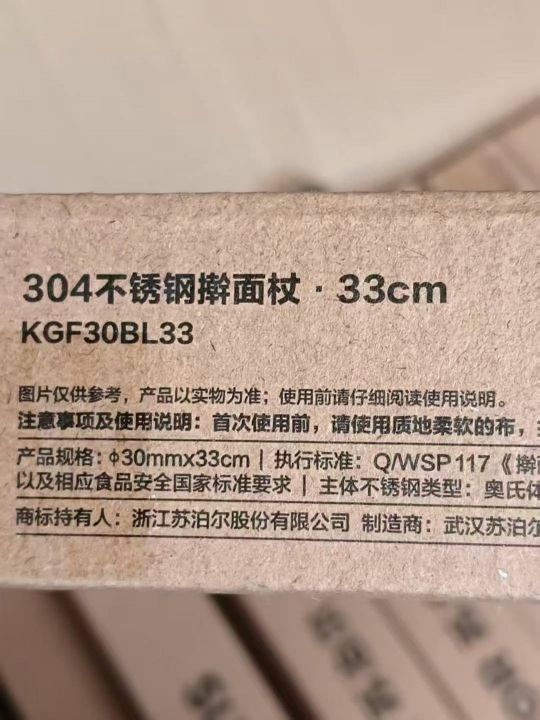 304不锈钢擀面杖·33cm
KGF30BL33
图片仅供参考，产品以实物为准；使用前请仔细阅读使用说明。
注意事项及使用说明：首次使用前，请使用质地柔软的布，
产品规格：φ30mmx33cm | 执行标准：Q/WSP 117《擀
以及相应食品安全国家标准要求 | 主体不锈钢类型：奥氏体
商标持有人：浙江苏泊尔股份有限公司 制造商：武汉苏泊尔